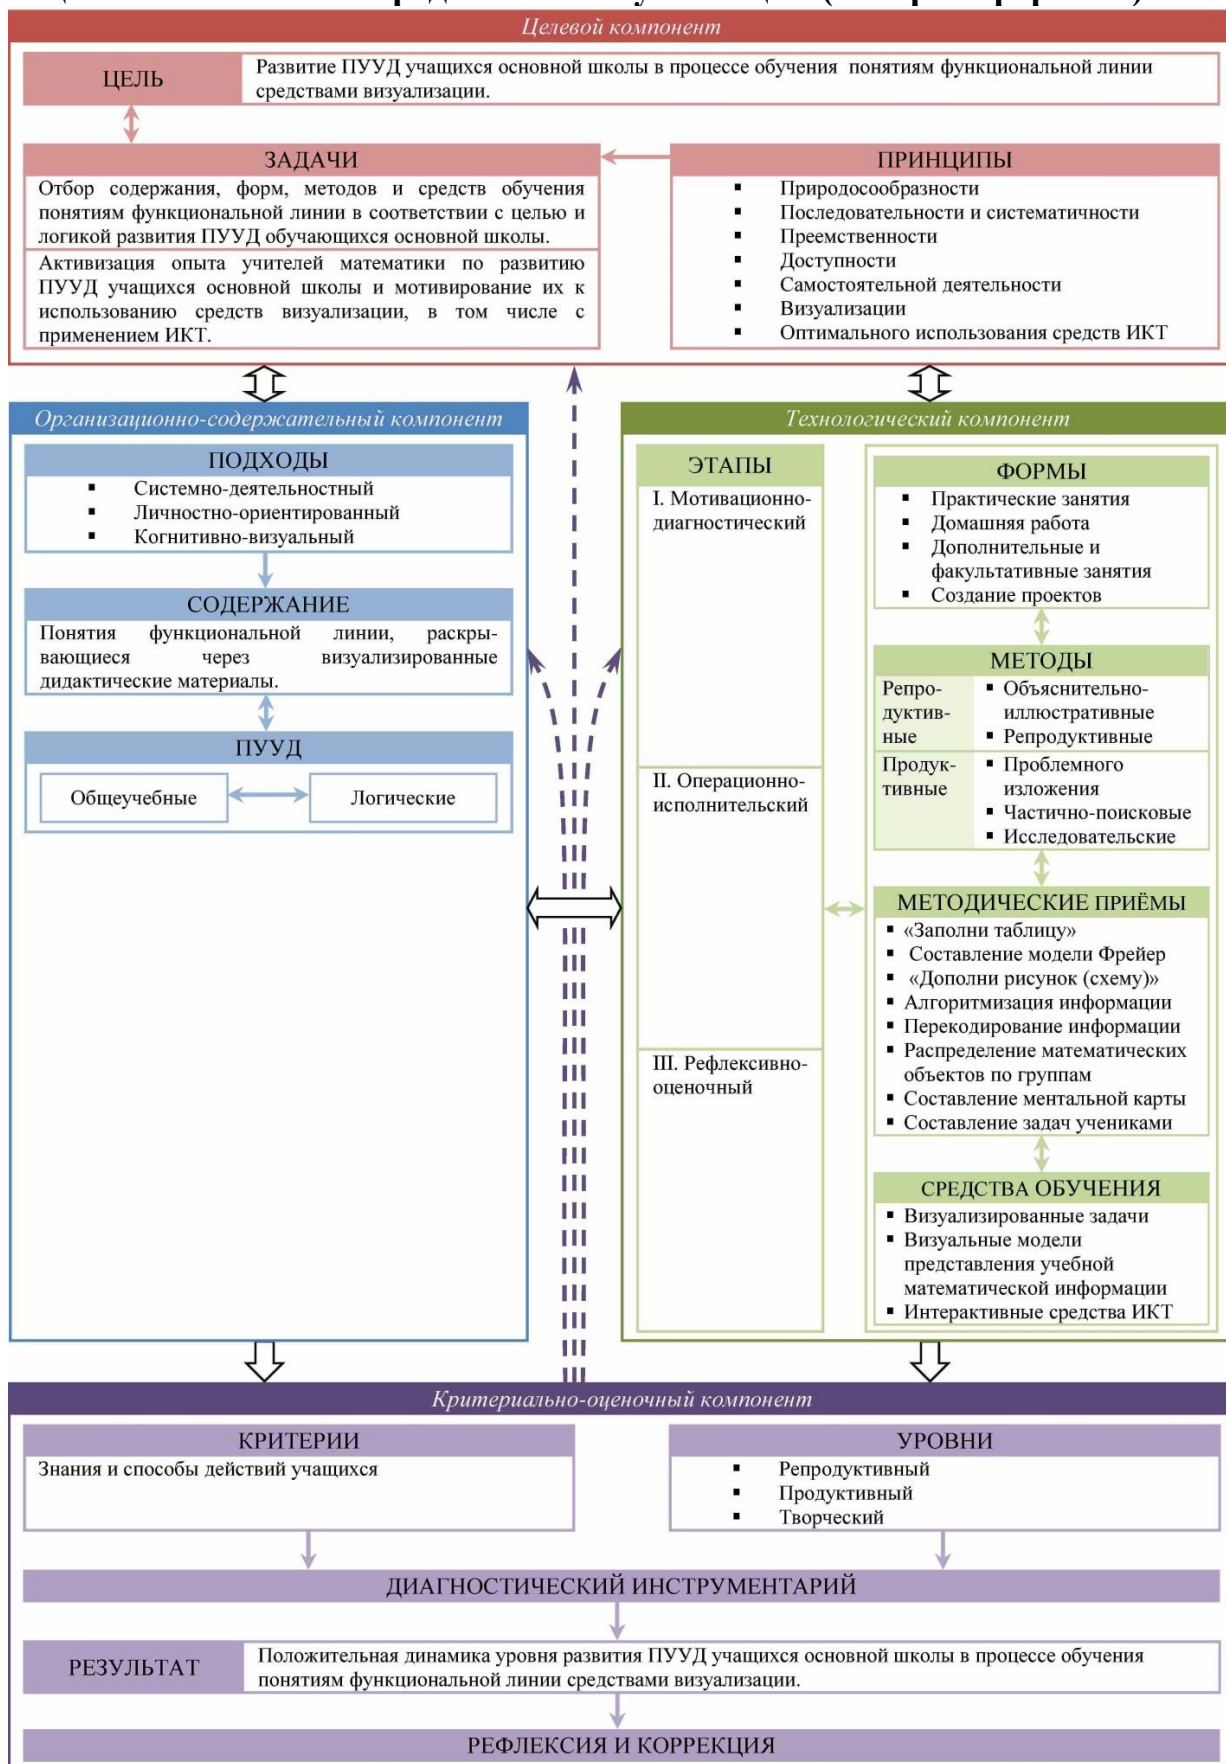 Целевой компонент
ЦЕЛЬ
Развитие ПУУД учащихся основной школы в процессе обучения понятиям функциональной линии
средствами визуализации.
ЗАДАЧИ
Отбор содержания, форм, методов и средств обучения
понятиям функциональной линии в соответствии с целью и
логикой развития ПУУД обучающихся основной школы.
Активизация опыта учителей математики по развитию
ПУУД учащихся основной школы и мотивирование их к
использованию средств визуализации, в том числе с
применением ИКТ.
ПРИНЦИПЫ
▪ Природосообразности
▪ Последовательности и систематичности
▪ Преемственности
▪ Доступности
▪ Самостоятельной деятельности
▪ Визуализации
▪ Оптимального использования средств ИКТ
Организационно-содержательный компонент
ПОДХОДЫ
▪ Системно-деятельностный
▪ Личностно-ориентированный
▪ Когнитивно-визуальный
СОДЕРЖАНИЕ
Понятия функциональной линии, раскры-
вающиеся через визуализированные
дидактические материалы.
ПУУД
Общеучебные
Логические
Технологический компонент
ЭТАПЫ
I. Мотивационно-
диагностический
II. Операционно-
исполнительский
III. Рефлексивно-
оценочный
ФОРМЫ
▪ Практические занятия
▪ Домашняя работа
▪ Дополнительные и
факультативные занятия
▪ Создание проектов
МЕТОДЫ
Репро-
дуктив-
ные
▪ Объяснительно-
иллюстративные
▪ Репродуктивные
Продук-
тивные
▪ Проблемного
изложения
▪ Частично-поисковые
▪ Исследовательские
МЕТОДИЧЕСКИЕ ПРИЁМЫ
▪ «Заполни таблицу»
▪ Составление модели Фрейер
▪ «Дополни рисунок (схему)»
▪ Алгоритмизация информации
▪ Перекодирование информации
▪ Распределение математических
объектов по группам
▪ Составление ментальной карты
▪ Составление задач учениками
СРЕДСТВА ОБУЧЕНИЯ
▪ Визуализированные задачи
▪ Визуальные модели
представления учебной
математической информации
▪ Интерактивные средства ИКТ
Критериально-оценочный компонент
КРИТЕРИИ
Знания и способы действий учащихся
УРОВНИ
▪ Репродуктивный
▪ Продуктивный
▪ Творческий
ДИАГНОСТИЧЕСКИЙ ИНСТРУМЕНТАРИЙ
РЕЗУЛЬТАТ
Положительная динамика уровня развития ПУУД учащихся основной школы в процессе обучения
понятиям функциональной линии средствами визуализации.
РЕФЛЕКСИЯ И КОРРЕКЦИЯ